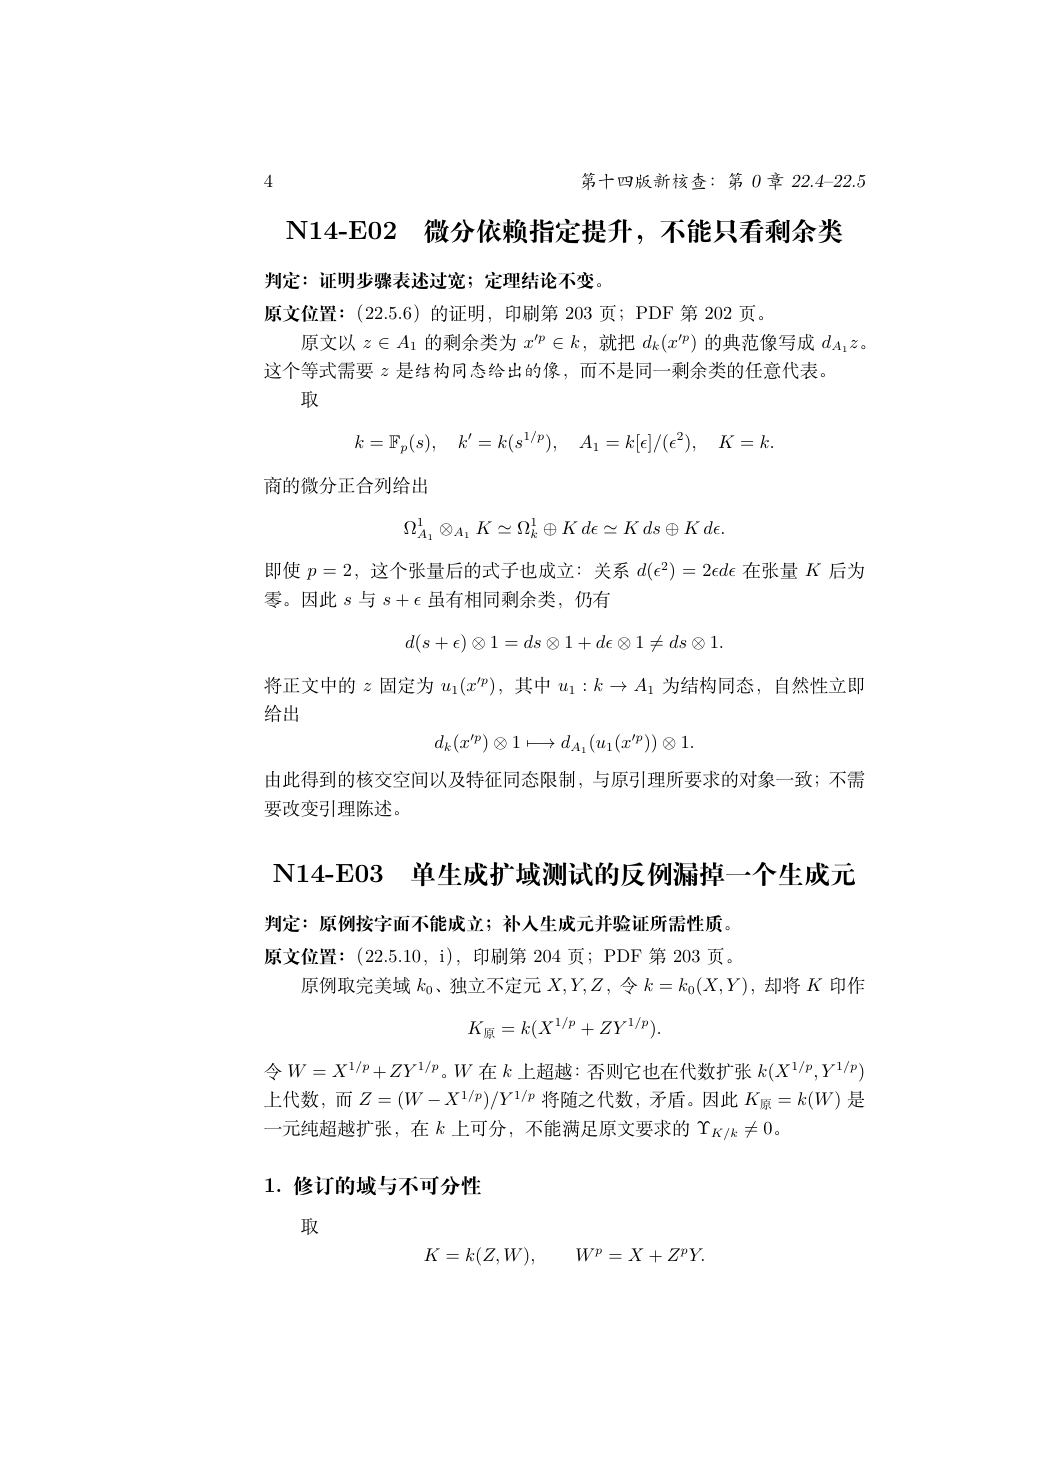 4 第十四版新核查：第 0 章 22.4–22.5
N14-E02 微分依赖指定提升，不能只看剩余类
判定：证明步骤表述过宽；定理结论不变。
原文位置：（22.5.6）的证明，印刷第 203 页；PDF 第 202 页。
原文以 z ∈ A₁ 的剩余类为 x′ᵖ ∈ k，就把 dₖ(x′ᵖ) 的典范像写成 d_{A₁}z。
这个等式需要 z 是结构同态给出的像，而不是同一剩余类的任意代表。
取
k = 𝔽ₚ(s), k′ = k(s^{1/p}), A₁ = k[ϵ]/(ϵ²), K = k.
商的微分正合列给出
Ω¹_{A₁} ⊗_{A₁} K ≃ Ω¹ₖ ⊕ K dϵ ≃ K ds ⊕ K dϵ.
即使 p = 2，这个张量后的式子也成立：关系 d(ϵ²) = 2ϵdϵ 在张量 K 后为
零。因此 s 与 s + ϵ 虽有相同剩余类，仍有
d(s + ϵ) ⊗ 1 = ds ⊗ 1 + dϵ ⊗ 1 ≠ ds ⊗ 1.
将正文中的 z 固定为 u₁(x′ᵖ)，其中 u₁ : k → A₁ 为结构同态，自然性立即
给出
dₖ(x′ᵖ) ⊗ 1 ⟼ d_{A₁}(u₁(x′ᵖ)) ⊗ 1.
由此得到的核交空间以及特征同态限制，与原引理所要求的对象一致；不需
要改变引理陈述。
N14-E03 单生成扩域测试的反例漏掉一个生成元
判定：原例按字面不能成立；补入生成元并验证所需性质。
原文位置：（22.5.10，i），印刷第 204 页；PDF 第 203 页。
原例取完美域 k₀、独立不定元 X, Y, Z，令 k = k₀(X, Y)，却将 K 印作
K_原 = k(X^{1/p} + ZY^{1/p}).
令 W = X^{1/p} + ZY^{1/p}。W 在 k 上超越：否则它也在代数扩张 k(X^{1/p}, Y^{1/p})
上代数，而 Z = (W − X^{1/p})/Y^{1/p} 将随之代数，矛盾。因此 K_原 = k(W) 是
一元纯超越扩张，在 k 上可分，不能满足原文要求的 ϒ_{K/k} ≠ 0。
1. 修订的域与不可分性
取
K = k(Z, W), Wᵖ = X + ZᵖY.